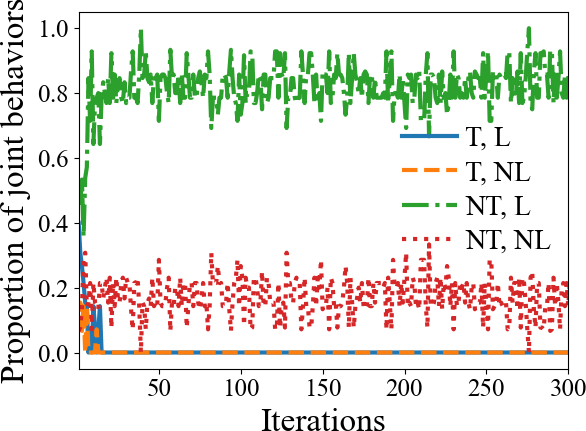 Proportion of joint behaviors
1.0
0.8
0.6
0.4
0.2
0.0
T, L
T, NL
NT, L
NT, NL
50
100
150
200
250
300
Iterations